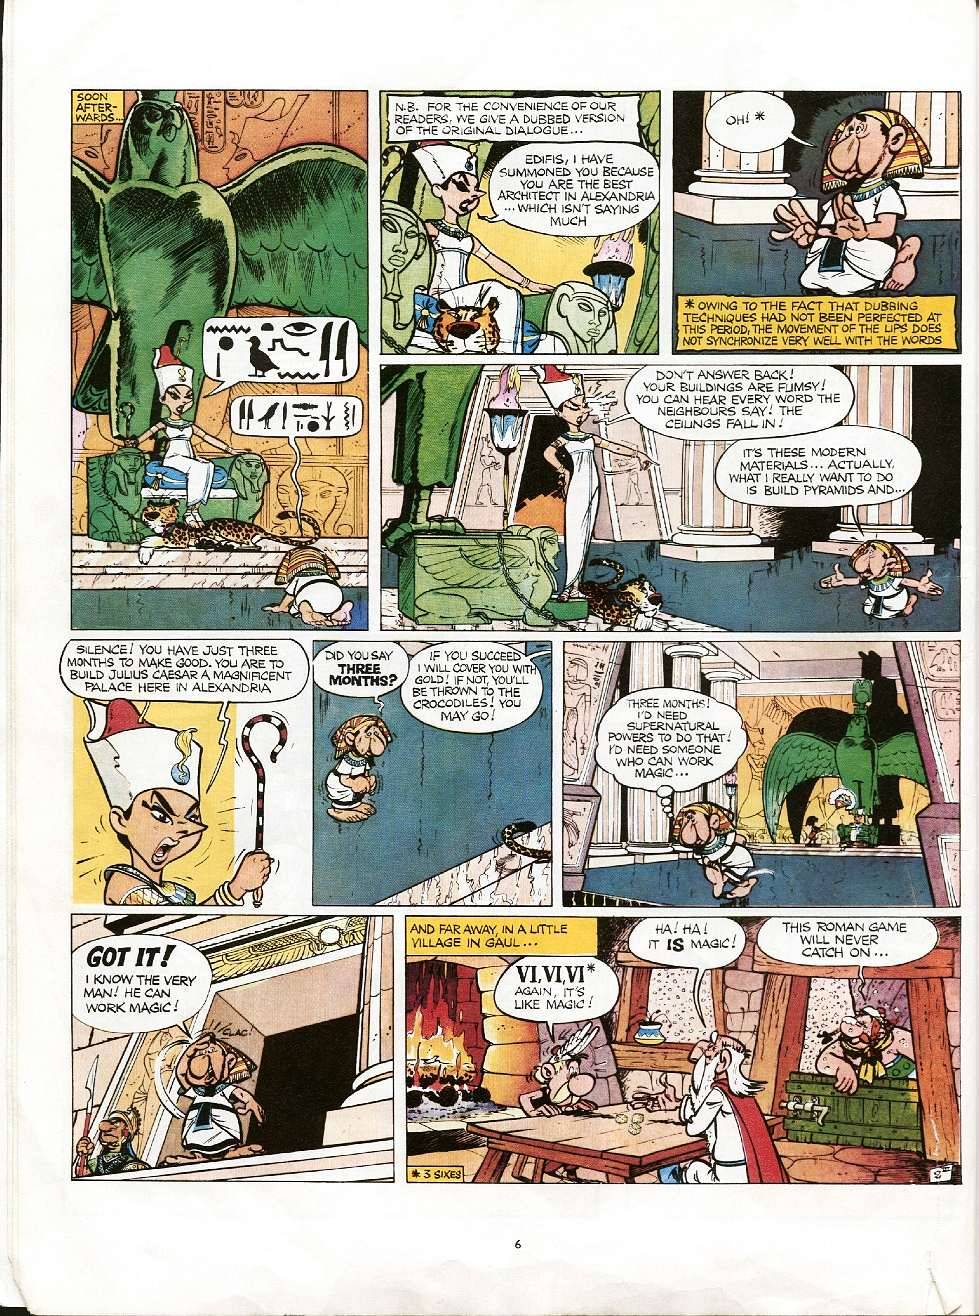 SOON
AFTER-
WARDS...
N.B. FOR THE CONVENIENCE OF OUR
READERS, WE GIVE A DUBBED VERSION
OF THE ORIGINAL DIALOGUE...
EDIFIS, I HAVE
SUMMONED YOU BECAUSE
YOU ARE THE BEST
ARCHITECT IN ALEXANDRIA
...WHICH ISN'T SAYING
MUCH
OH! *
* OWING TO THE FACT THAT DUBBING
TECHNIQUES HAD NOT BEEN PERFECTED AT
THIS PERIOD, THE MOVEMENT OF THE LIPS DOES
NOT SYNCHRONIZE VERY WELL WITH THE WORDS
DON'T ANSWER BACK!
YOUR BUILDINGS ARE FLIMSY!
YOU CAN HEAR EVERY WORD THE
NEIGHBOURS SAY! THE
CEILINGS FALL IN!
IT'S THESE MODERN
MATERIALS... ACTUALLY,
WHAT I REALLY WANT TO DO
IS BUILD PYRAMIDS AND...
SILENCE! YOU HAVE JUST THREE
MONTHS TO MAKE GOOD. YOU ARE TO
BUILD JULIUS CAESAR A MAGNIFICENT
PALACE HERE IN ALEXANDRIA
DID YOU SAY
THREE
MONTHS?
IF YOU SUCCEED
I WILL COVER YOU WITH
GOLD! IF NOT, YOU'LL
BE THROWN TO THE
CROCODILES! YOU
MAY GO!
THREE MONTHS!
I'D NEED
SUPERNATURAL
POWERS TO DO THAT!
I'D NEED SOMEONE
WHO CAN WORK
MAGIC...
GOT IT!
I KNOW THE VERY
MAN! HE CAN
WORK MAGIC!
CLAC!
AND FAR AWAY, IN A LITTLE
VILLAGE IN GAUL...
VI, VI, VI *
AGAIN, IT'S
LIKE MAGIC!
HA! HA!
IT IS MAGIC!
THIS ROMAN GAME
WILL NEVER
CATCH ON...
* 3 SIXES
6